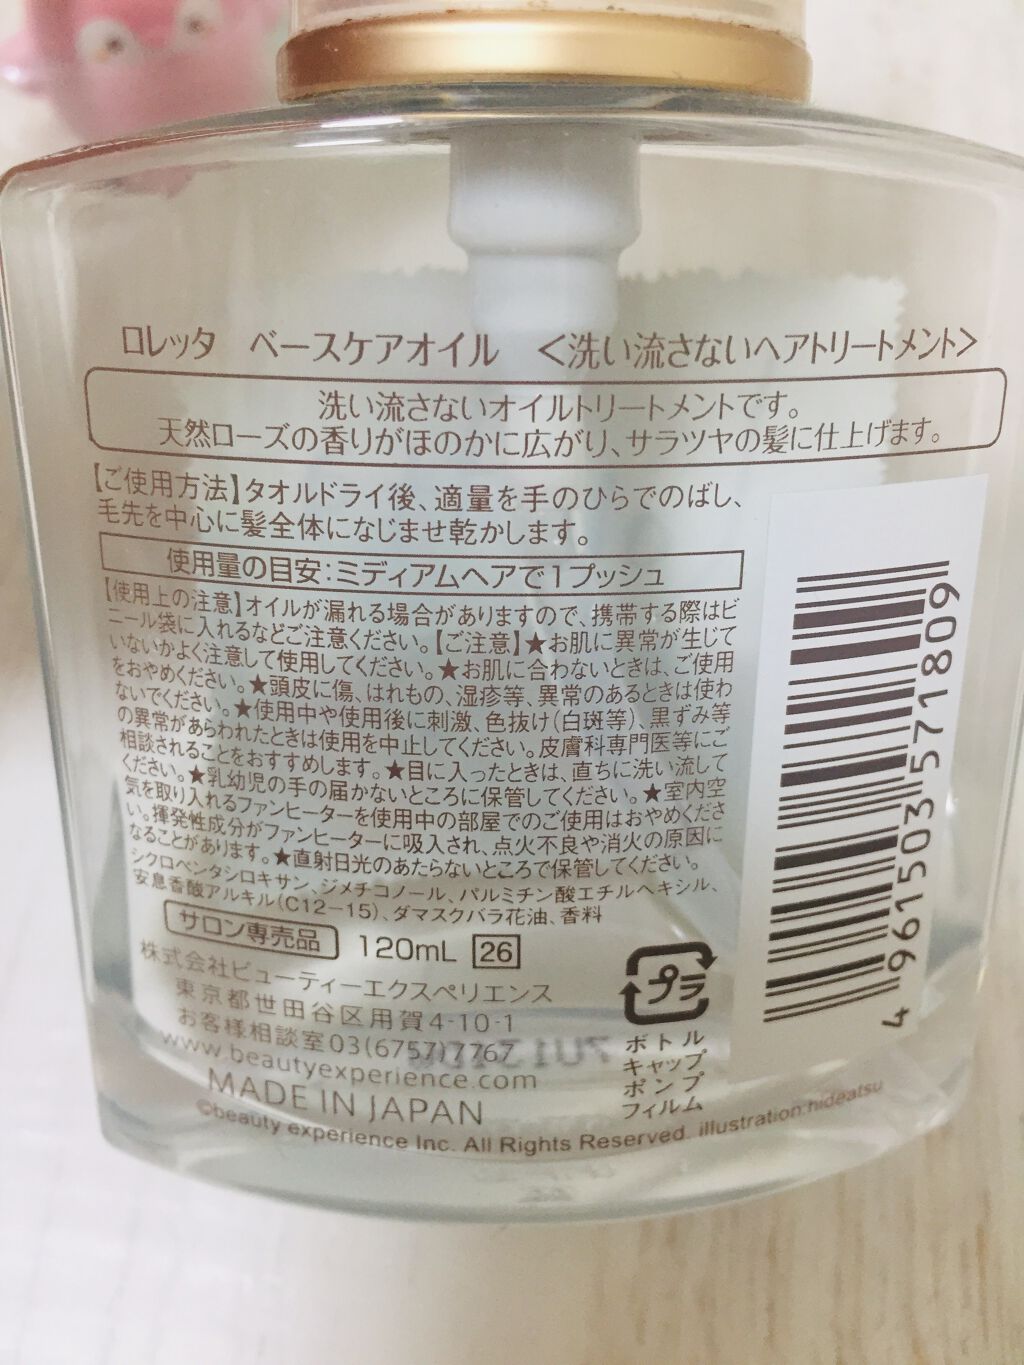 ロレッタ ベースケアオイル <洗い流さないヘアトリートメント>
洗い流さないオイルトリートメントです。
天然ローズの香りがほのかに広がり、サラツヤの髪に仕上げます。
【ご使用方法】タオルドライ後、適量を手のひらでのばし、
毛先を中心に髪全体になじませ乾かします。
使用量の目安:ミディアムヘアで1プッシュ
【使用上の注意】オイルが漏れる場合がありますので、携帯する際はビ
ニール袋に入れるなどご注意ください。【ご注意】★お肌に異常が生じて
いないかよく注意して使用してください。★お肌に合わないときは、ご使用
をおやめください。★頭皮に傷、はれもの、湿疹等、異常のあるときは使わ
ないでください。★使用中や使用後に刺激、色抜け(白斑等)、黒ずみ等
の異常があらわれたときは使用を中止してください。皮膚科専門医等にご
相談されることをおすすめします。★目に入ったときは、直ちに洗い流して
ください。★乳幼児の手の届かないところに保管してください。★室内空
気を取り入れるファンヒーターを使用中の部屋でのご使用はおやめくださ
い。揮発性成分がファンヒーターに吸入され、点火不良や消火の原因に
なることがあります。★直射日光のあたらないところで保管してください。
シクロペンタシロキサン、ジメチコノール、パルミチン酸エチルヘキシル、
安息香酸アルキル(C12-15)、ダマスクバラ花油、香料
サロン専売品 120mL 26
株式会社ビューティーエクスペリエンス
東京都世田谷区用賀4-10-1
お客様相談室03(6757)7767
www.beautyexperience.com
MADE IN JAPAN
©beauty experience Inc. All Rights Reserved. illustration:hideatsu
プラ
ボトル
キャップ
ポンプ
フィルム
4961503571809